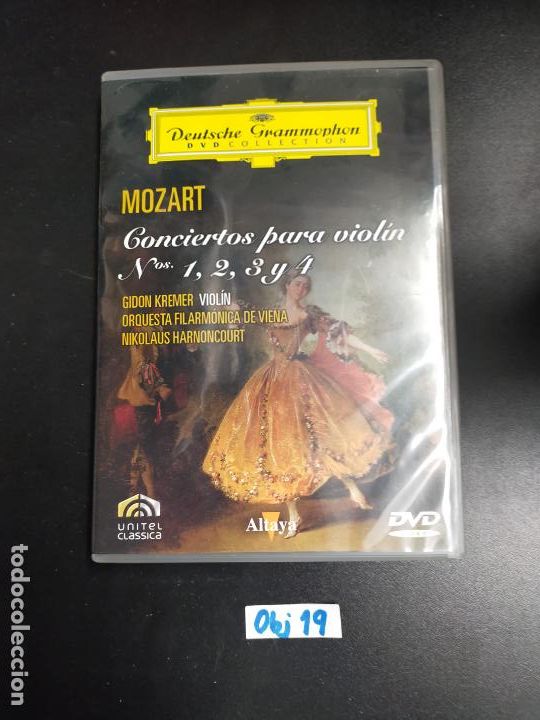 Deutsche Grammophon
DVD COLLECTION
MOZART
Conciertos para violín
Nos. 1, 2, 3 y 4
GIDON KREMER VIOLÍN
ORQUESTA FILARMÓNICA DE VIENA
NIKOLAUS HARNONCOURT
UNITEL
CLASSICA
Altaya
DVD
Obj 19
todocoleccion